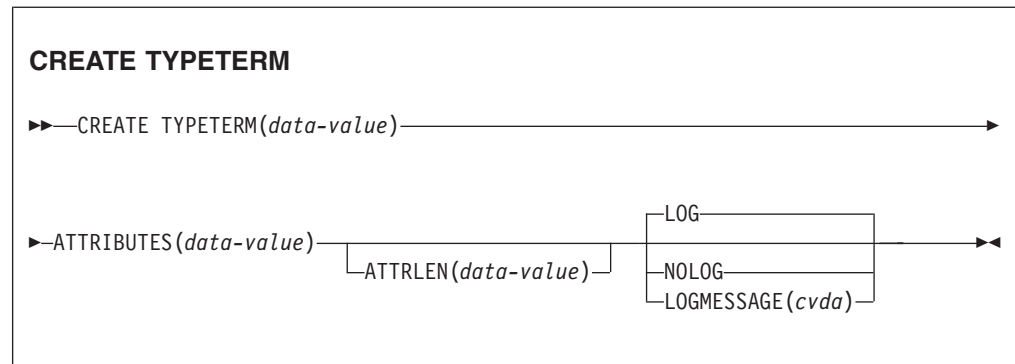 CREATE TYPETERM
CREATE TYPETERM(data-value)
LOG
ATTRIBUTES(data-value)
ATTRLEN(data-value)
NOLOG
LOGMESSAGE(cvda)